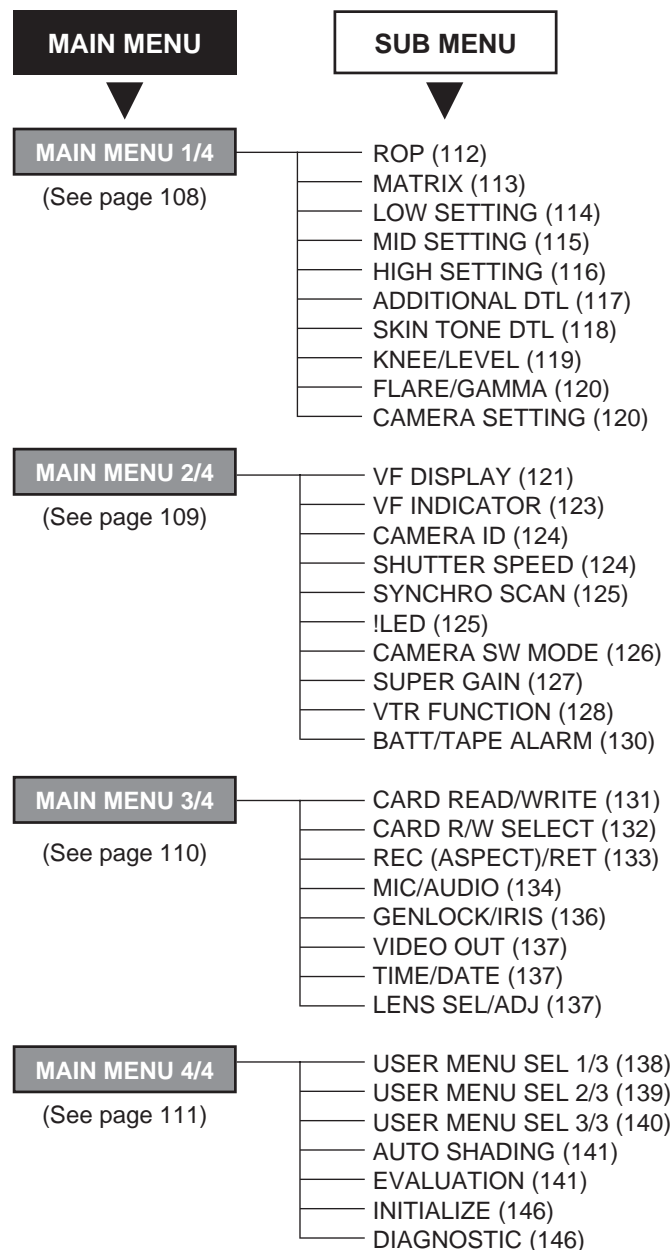 MAIN MENU
SUB MENU
MAIN MENU 1/4
(See page 108)
ROP (112)
MATRIX (113)
LOW SETTING (114)
MID SETTING (115)
HIGH SETTING (116)
ADDITIONAL DTL (117)
SKIN TONE DTL (118)
KNEE/LEVEL (119)
FLARE/GAMMA (120)
CAMERA SETTING (120)
MAIN MENU 2/4
(See page 109)
VF DISPLAY (121)
VF INDICATOR (123)
CAMERA ID (124)
SHUTTER SPEED (124)
SYNCHRO SCAN (125)
!LED (125)
CAMERA SW MODE (126)
SUPER GAIN (127)
VTR FUNCTION (128)
BATT/TAPE ALARM (130)
MAIN MENU 3/4
(See page 110)
CARD READ/WRITE (131)
CARD R/W SELECT (132)
REC (ASPECT)/RET (133)
MIC/AUDIO (134)
GENLOCK/IRIS (136)
VIDEO OUT (137)
TIME/DATE (137)
LENS SEL/ADJ (137)
MAIN MENU 4/4
(See page 111)
USER MENU SEL 1/3 (138)
USER MENU SEL 2/3 (139)
USER MENU SEL 3/3 (140)
AUTO SHADING (141)
EVALUATION (141)
INITIALIZE (146)
DIAGNOSTIC (146)